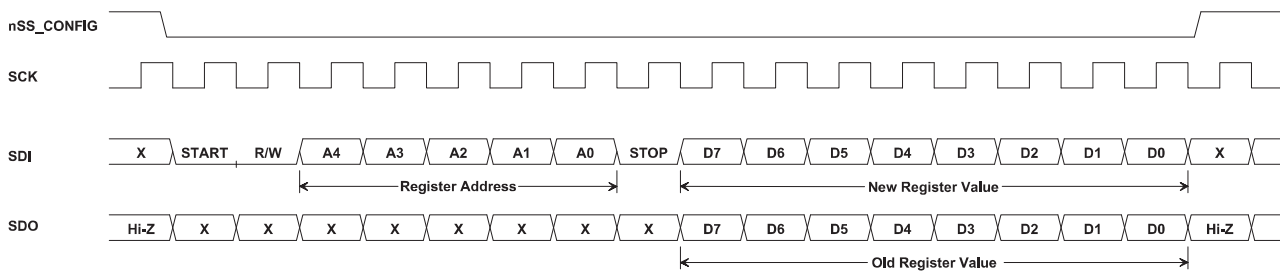 nSS_CONFIG
SCK
SDI X START R/W A4 A3 A2 A1 A0 STOP D7 D6 D5 D4 D3 D2 D1 D0 X
Register Address New Register Value
SDO Hi-Z X X X X X X X X D7 D6 D5 D4 D3 D2 D1 D0 Hi-Z
Old Register Value